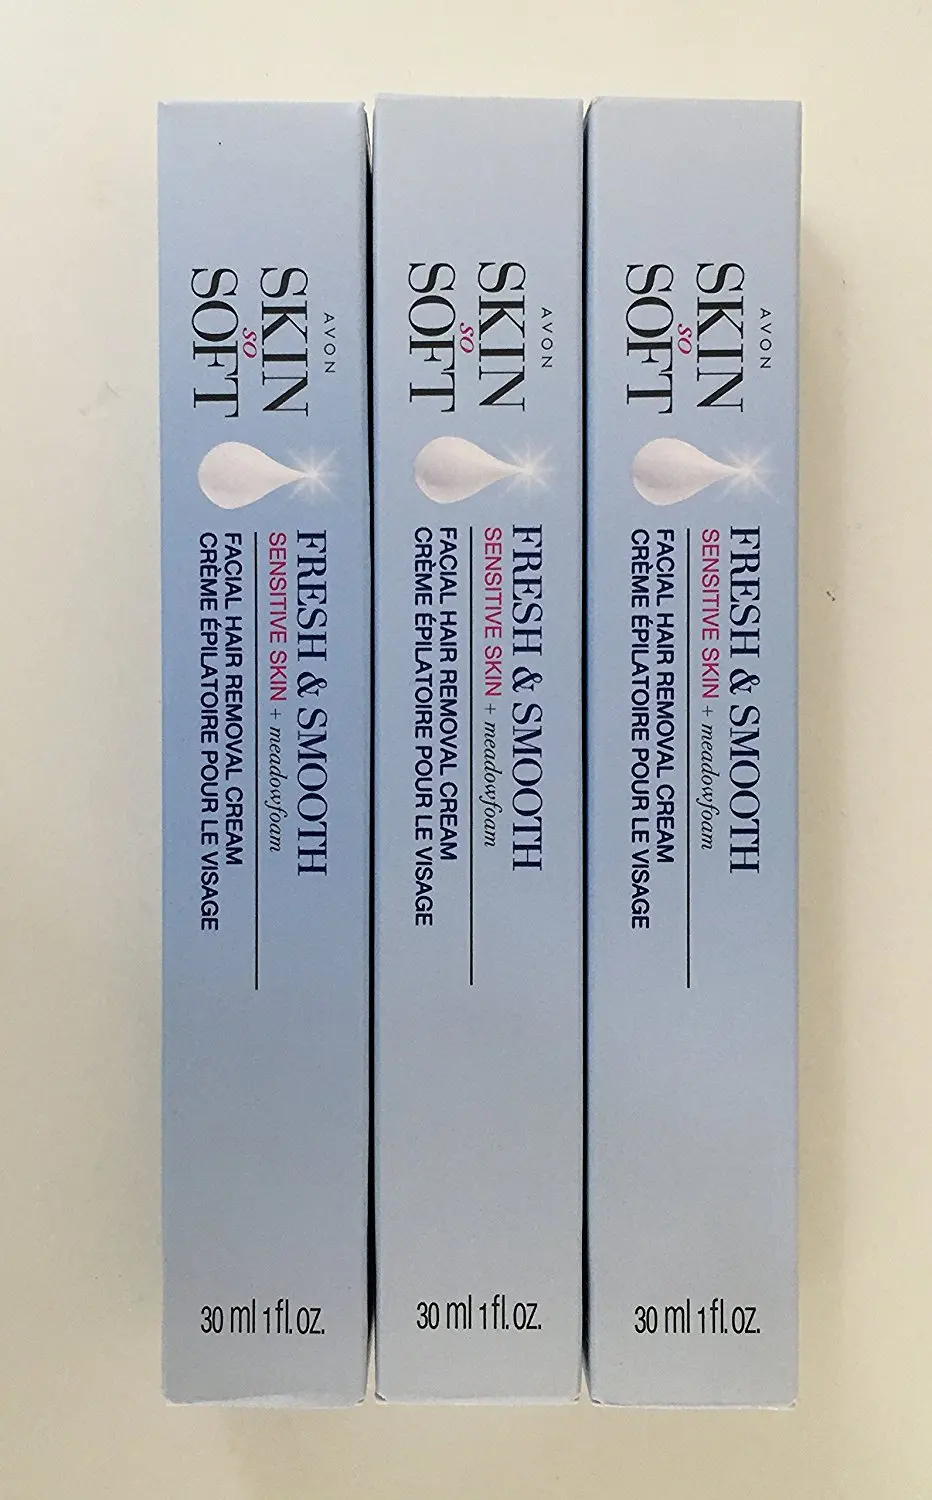 AVON
SKIN
so
SOFT
FRESH & SMOOTH
SENSITIVE SKIN + meadowfoam
FACIAL HAIR REMOVAL CREAM
CRÈME ÉPILATOIRE POUR LE VISAGE
30 ml 1 fl. oz.
AVON
SKIN
so
SOFT
FRESH & SMOOTH
SENSITIVE SKIN + meadowfoam
FACIAL HAIR REMOVAL CREAM
CRÈME ÉPILATOIRE POUR LE VISAGE
30 ml 1 fl. oz.
AVON
SKIN
so
SOFT
FRESH & SMOOTH
SENSITIVE SKIN + meadowfoam
FACIAL HAIR REMOVAL CREAM
CRÈME ÉPILATOIRE POUR LE VISAGE
30 ml 1 fl. oz.